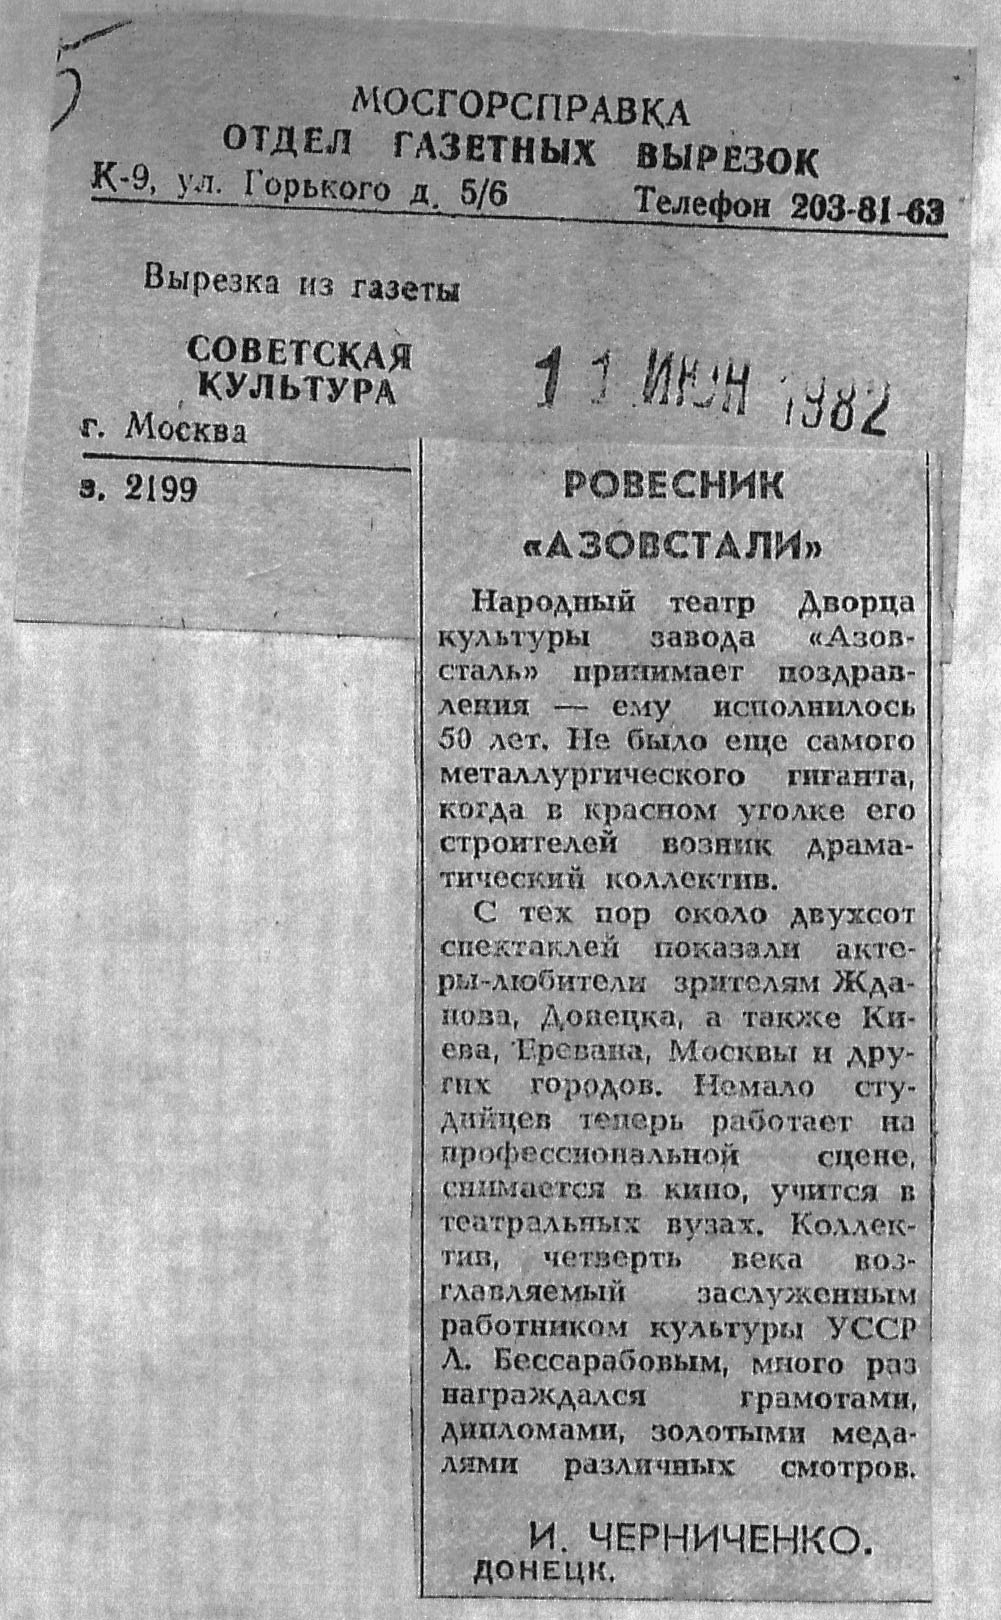 5
МОСГОРСПРАВКА
ОТДЕЛ ГАЗЕТНЫХ ВЫРЕЗОК
К-9, ул. Горького д. 5/6 Телефон 203-81-63
Вырезка из газеты
СОВЕТСКАЯ
КУЛЬТУРА
11 ИЮН 1982
г. Москва
з. 2199
РОВЕСНИК
«АЗОВСТАЛИ»
Народный театр Дворца
культуры завода «Азов-
сталь» принимает поздрав-
ления — ему исполнилось
50 лет. Не было еще самого
металлургического гиганта,
когда в красном уголке его
строителей возник драма-
тический коллектив.
С тех пор около двухсот
спектаклей показали акте-
ры-любители зрителям Жда-
нова, Донецка, а также Ки-
ева, Еревана, Москвы и дру-
гих городов. Немало сту-
дийцев теперь работает на
профессиональной сцене,
снимается в кино, учится в
театральных вузах. Коллек-
тив, четверть века воз-
главляемый заслуженным
работником культуры УССР
Л. Бессарабовым, много раз
награждался грамотами,
дипломами, золотыми меда-
лями различных смотров.
И. ЧЕРНИЧЕНКО.
ДОНЕЦК.